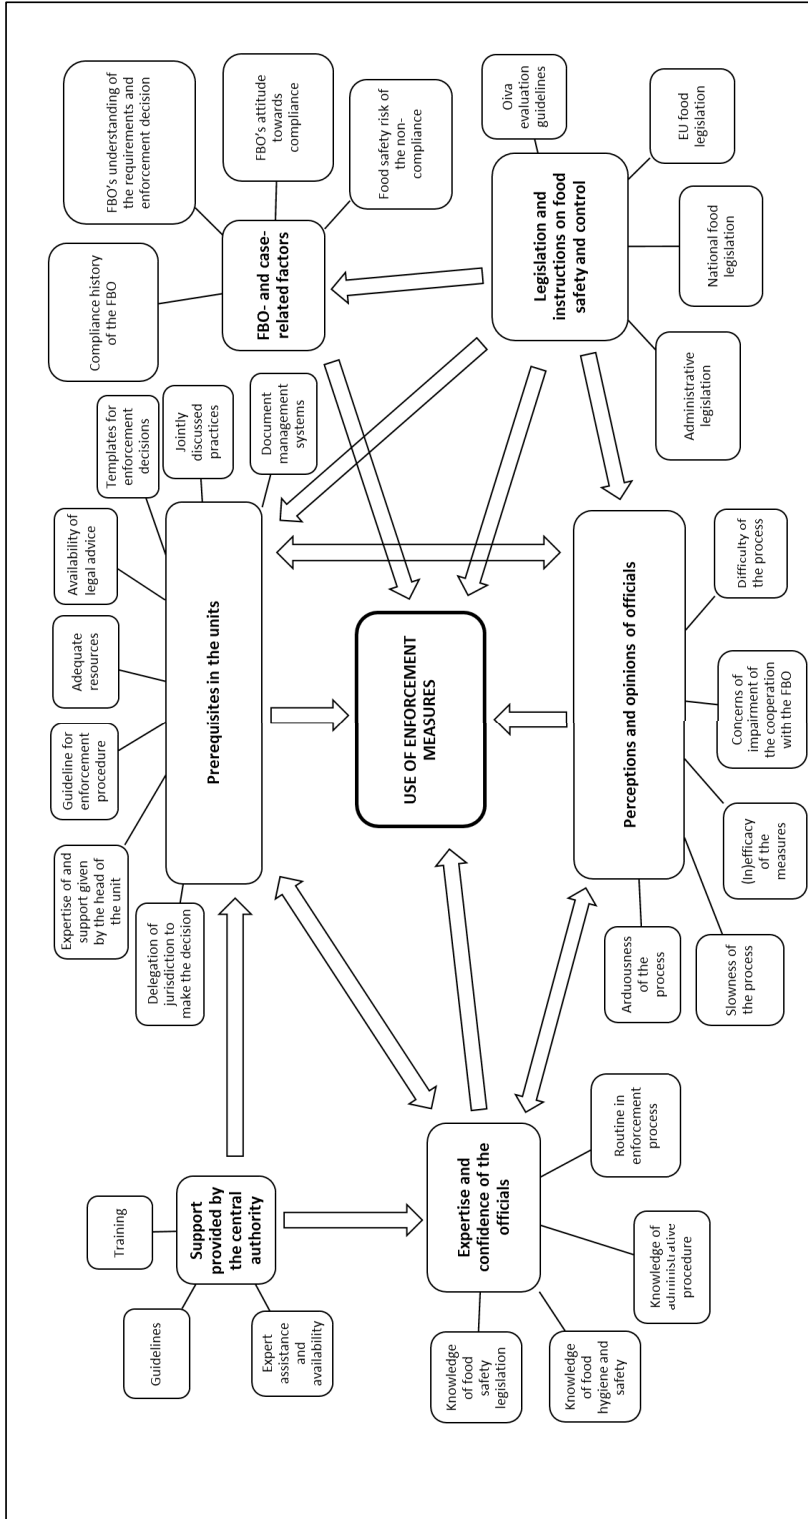 Guidelines
Training
Expert
assistance
and
availability
Support
provided by
the central
authority
Expertise of and
support given
by the head of
the unit
Guideline for
enforcement
procedure
Adequate
resources
Availability of
legal advice
Templates for
enforcement
decisions
Jointly
discussed
practices
Document
management
systems
Delegation of
jurisdiction to
make the decision
Prerequisites in the units
Compliance history
of the FBO
FBO's understanding of
the requirements and
enforcement decision
FBO's attitude
towards
compliance
Food safety risk of
the non-
compliance
FBO- and case-
related factors
USE OF ENFORCEMENT
MEASURES
Knowledge
of food
safety
legislation
Knowledge
of food
hygiene and
safety
Expertise and
confidence of the
officials
Knowledge of
administrative
procedure
Routine in
enforcement
process
Perceptions and opinions of officials
Arduousness
of the
process
Slowness of
the process
(In)efficacy
of the
measures
Concerns of
impairment of
the cooperation
with the FBO
Difficulty of
the process
Legislation and
instructions on food
safety and control
Oiva
evaluation
guidelines
Administrative
legislation
National food
legislation
EU food
legislation